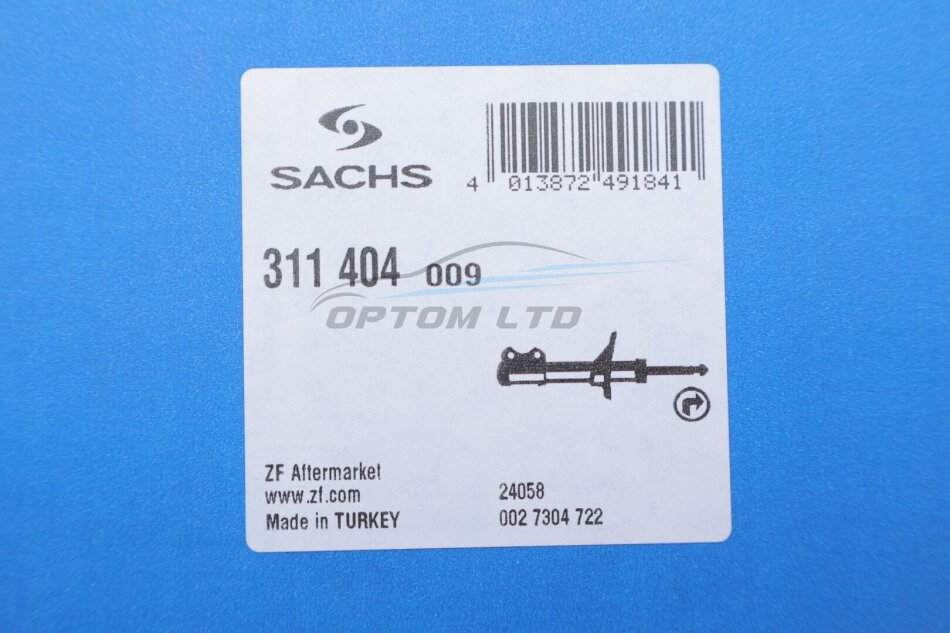 SACHS
4 013872 491841
311 404 009
OPTOM LTD
ZF Aftermarket
www.zf.com
Made in TURKEY
24058
002 7304 722